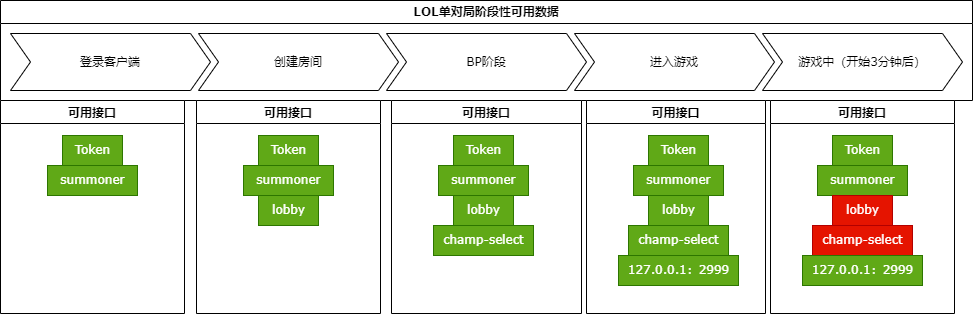 LOL单对局阶段性可用数据
登录客户端
创建房间
BP阶段
进入游戏
游戏中（开始3分钟后）
可用接口
Token
summoner
可用接口
Token
summoner
lobby
可用接口
Token
summoner
lobby
champ-select
可用接口
Token
summoner
lobby
champ-select
127.0.0.1：2999
可用接口
Token
summoner
lobby
champ-select
127.0.0.1：2999